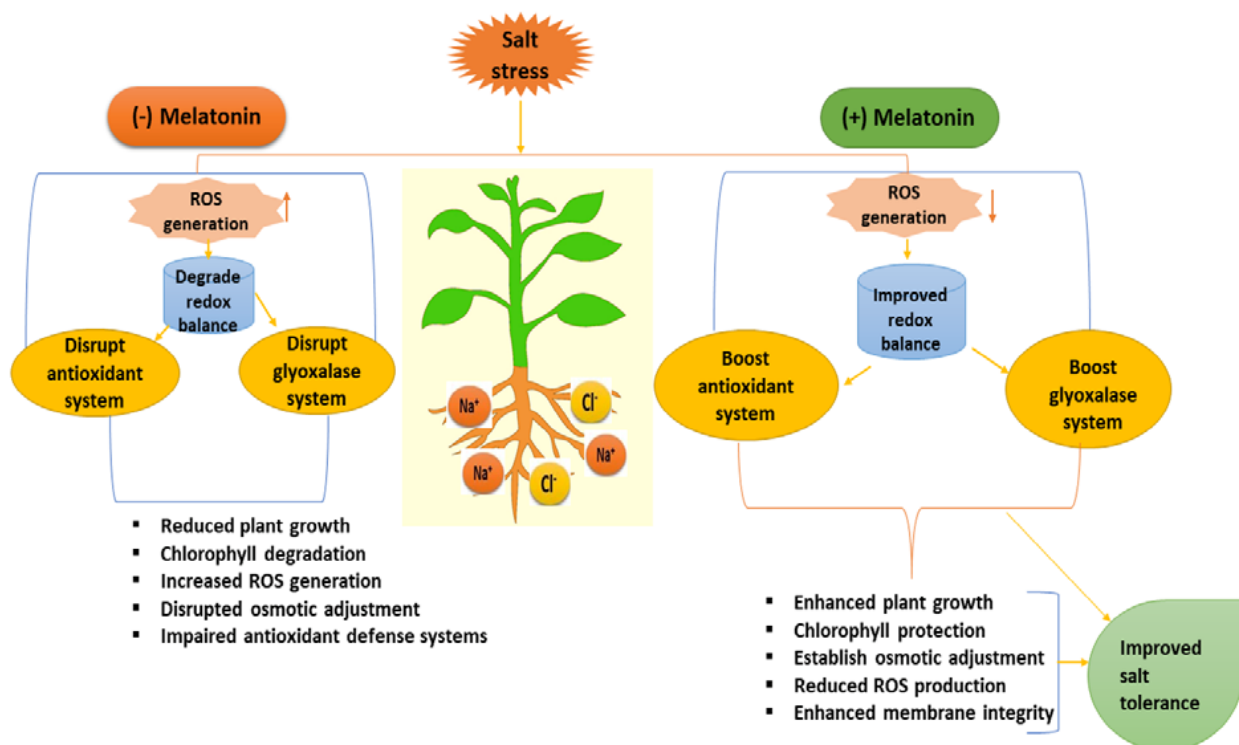 Salt
stress
(-) Melatonin
(+) Melatonin
ROS
generation
Degrade
redox
balance
Disrupt
antioxidant
system
Disrupt
glyoxalase
system
Na⁺
Cl⁻
Na⁺
Na⁺
Cl⁻
ROS
generation
Improved
redox
balance
Boost
antioxidant
system
Boost
glyoxalase
system
▪ Reduced plant growth
▪ Chlorophyll degradation
▪ Increased ROS generation
▪ Disrupted osmotic adjustment
▪ Impaired antioxidant defense systems
▪ Enhanced plant growth
▪ Chlorophyll protection
▪ Establish osmotic adjustment
▪ Reduced ROS production
▪ Enhanced membrane integrity
Improved
salt
tolerance